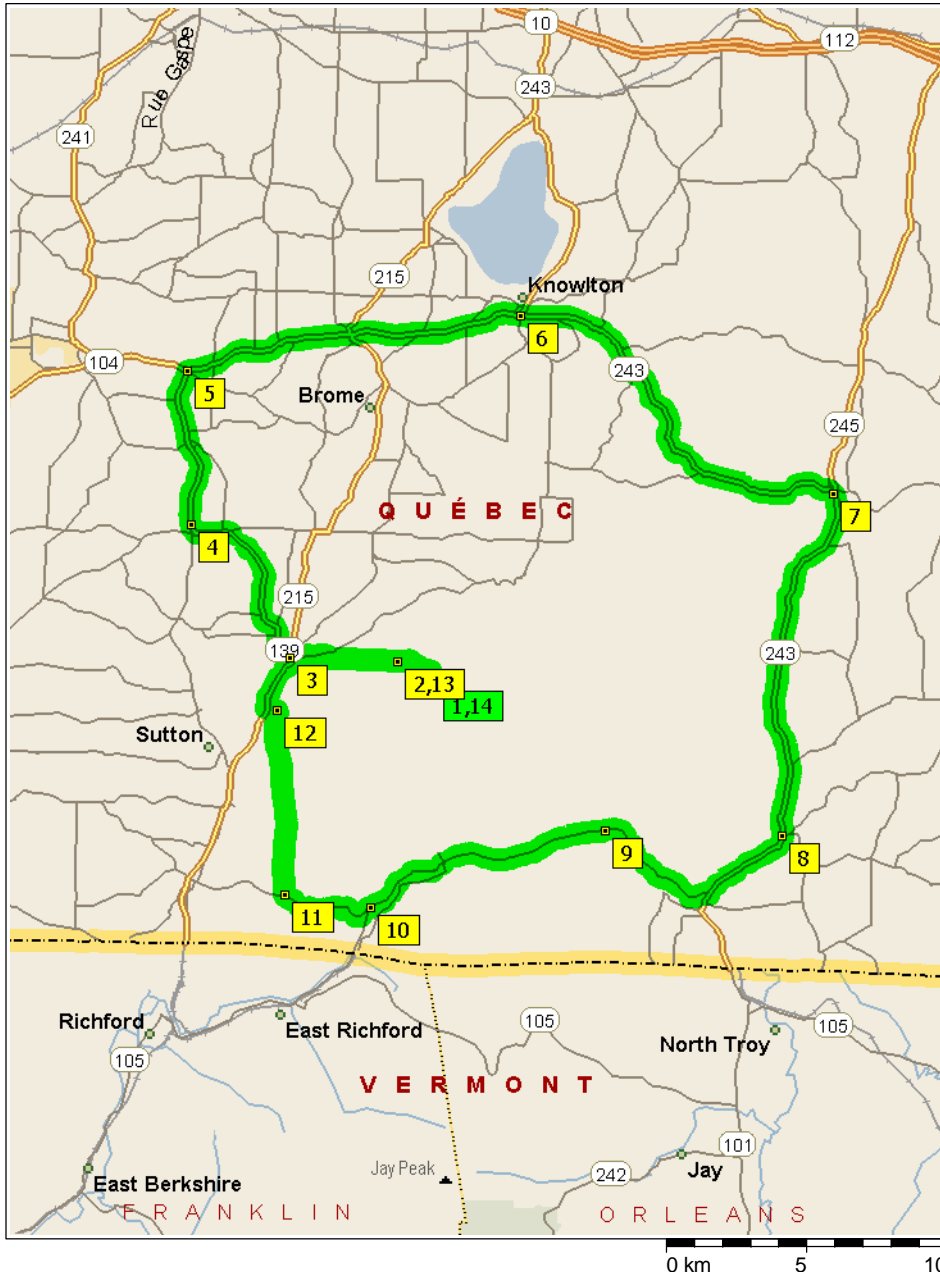 10
112
243
Rue Gaspe
241
215
Knowlton
6
104
5
243
Brome
245
QUÉBEC
7
4
215
139
3
243
2,13
1,14
12
Sutton
9
8
11
10
Richford
East Richford
105
North Troy
105
105
VERMONT
Jay Peak
101
Jay
242
East Berkshire
FRANKLIN
ORLEANS
0 km 5 10